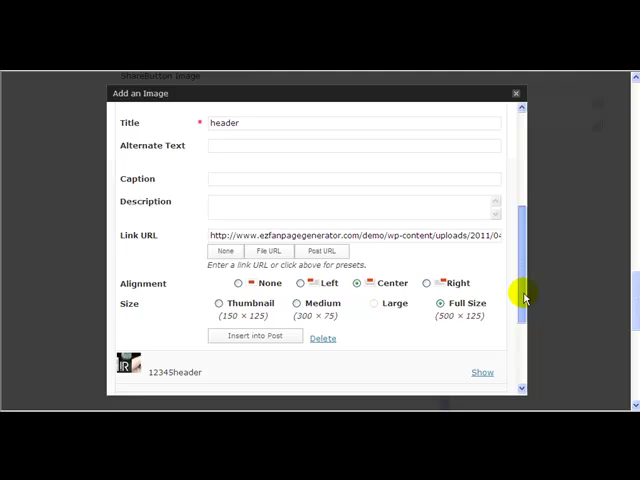 ShareButton Image
Add an Image
Title * header
Alternate Text
Caption
Description
Link URL http://www.ezfanpagegenerator.com/demo/wp-content/uploads/2011/04
None File URL Post URL
Enter a link URL or click above for presets.
Alignment None Left Center Right
Size Thumbnail Medium Large Full Size
(150 × 125) (300 × 75) (500 × 125)
Insert into Post Delete
12345header Show